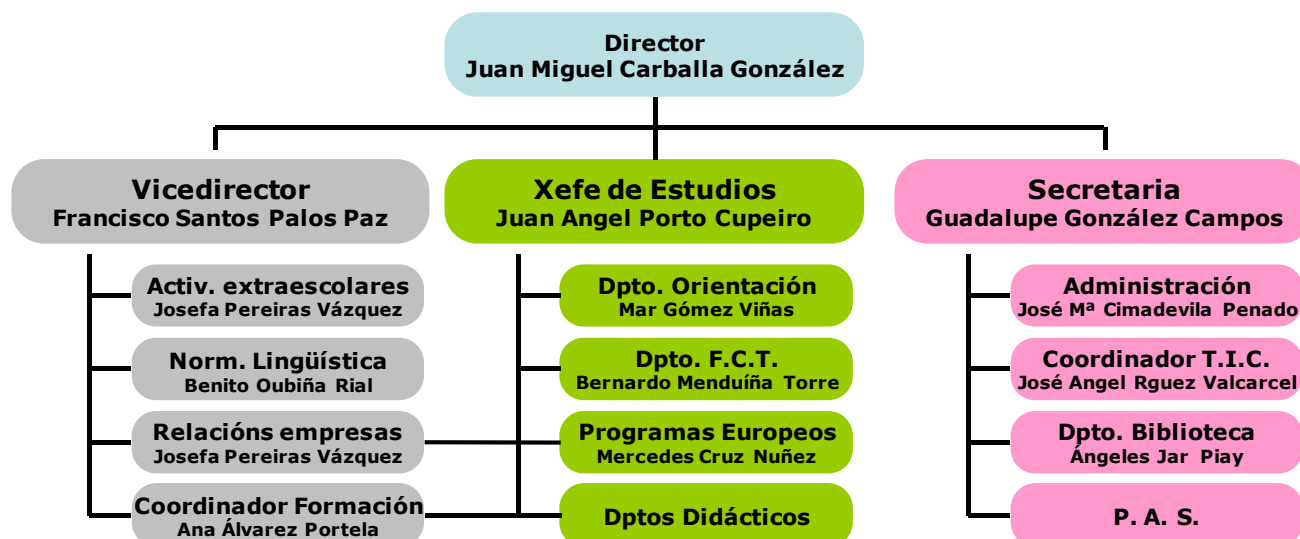 Director
Juan Miguel Carballa González
Vicedirector
Francisco Santos Palos Paz
Xefe de Estudios
Juan Angel Porto Cupeiro
Secretaria
Guadalupe González Campos
Activ. extraescolares
Josefa Pereiras Vázquez
Norm. Lingüística
Benito Oubiña Rial
Relacións empresas
Josefa Pereiras Vázquez
Coordinador Formación
Ana Álvarez Portela
Dpto. Orientación
Mar Gómez Viñas
Dpto. F.C.T.
Bernardo Menduíña Torre
Programas Europeos
Mercedes Cruz Nuñez
Dptos Didácticos
Administración
José Mª Cimadevila Penado
Coordinador T.I.C.
José Angel Rguez Valcarcel
Dpto. Biblioteca
Ángeles Jar Piay
P. A. S.